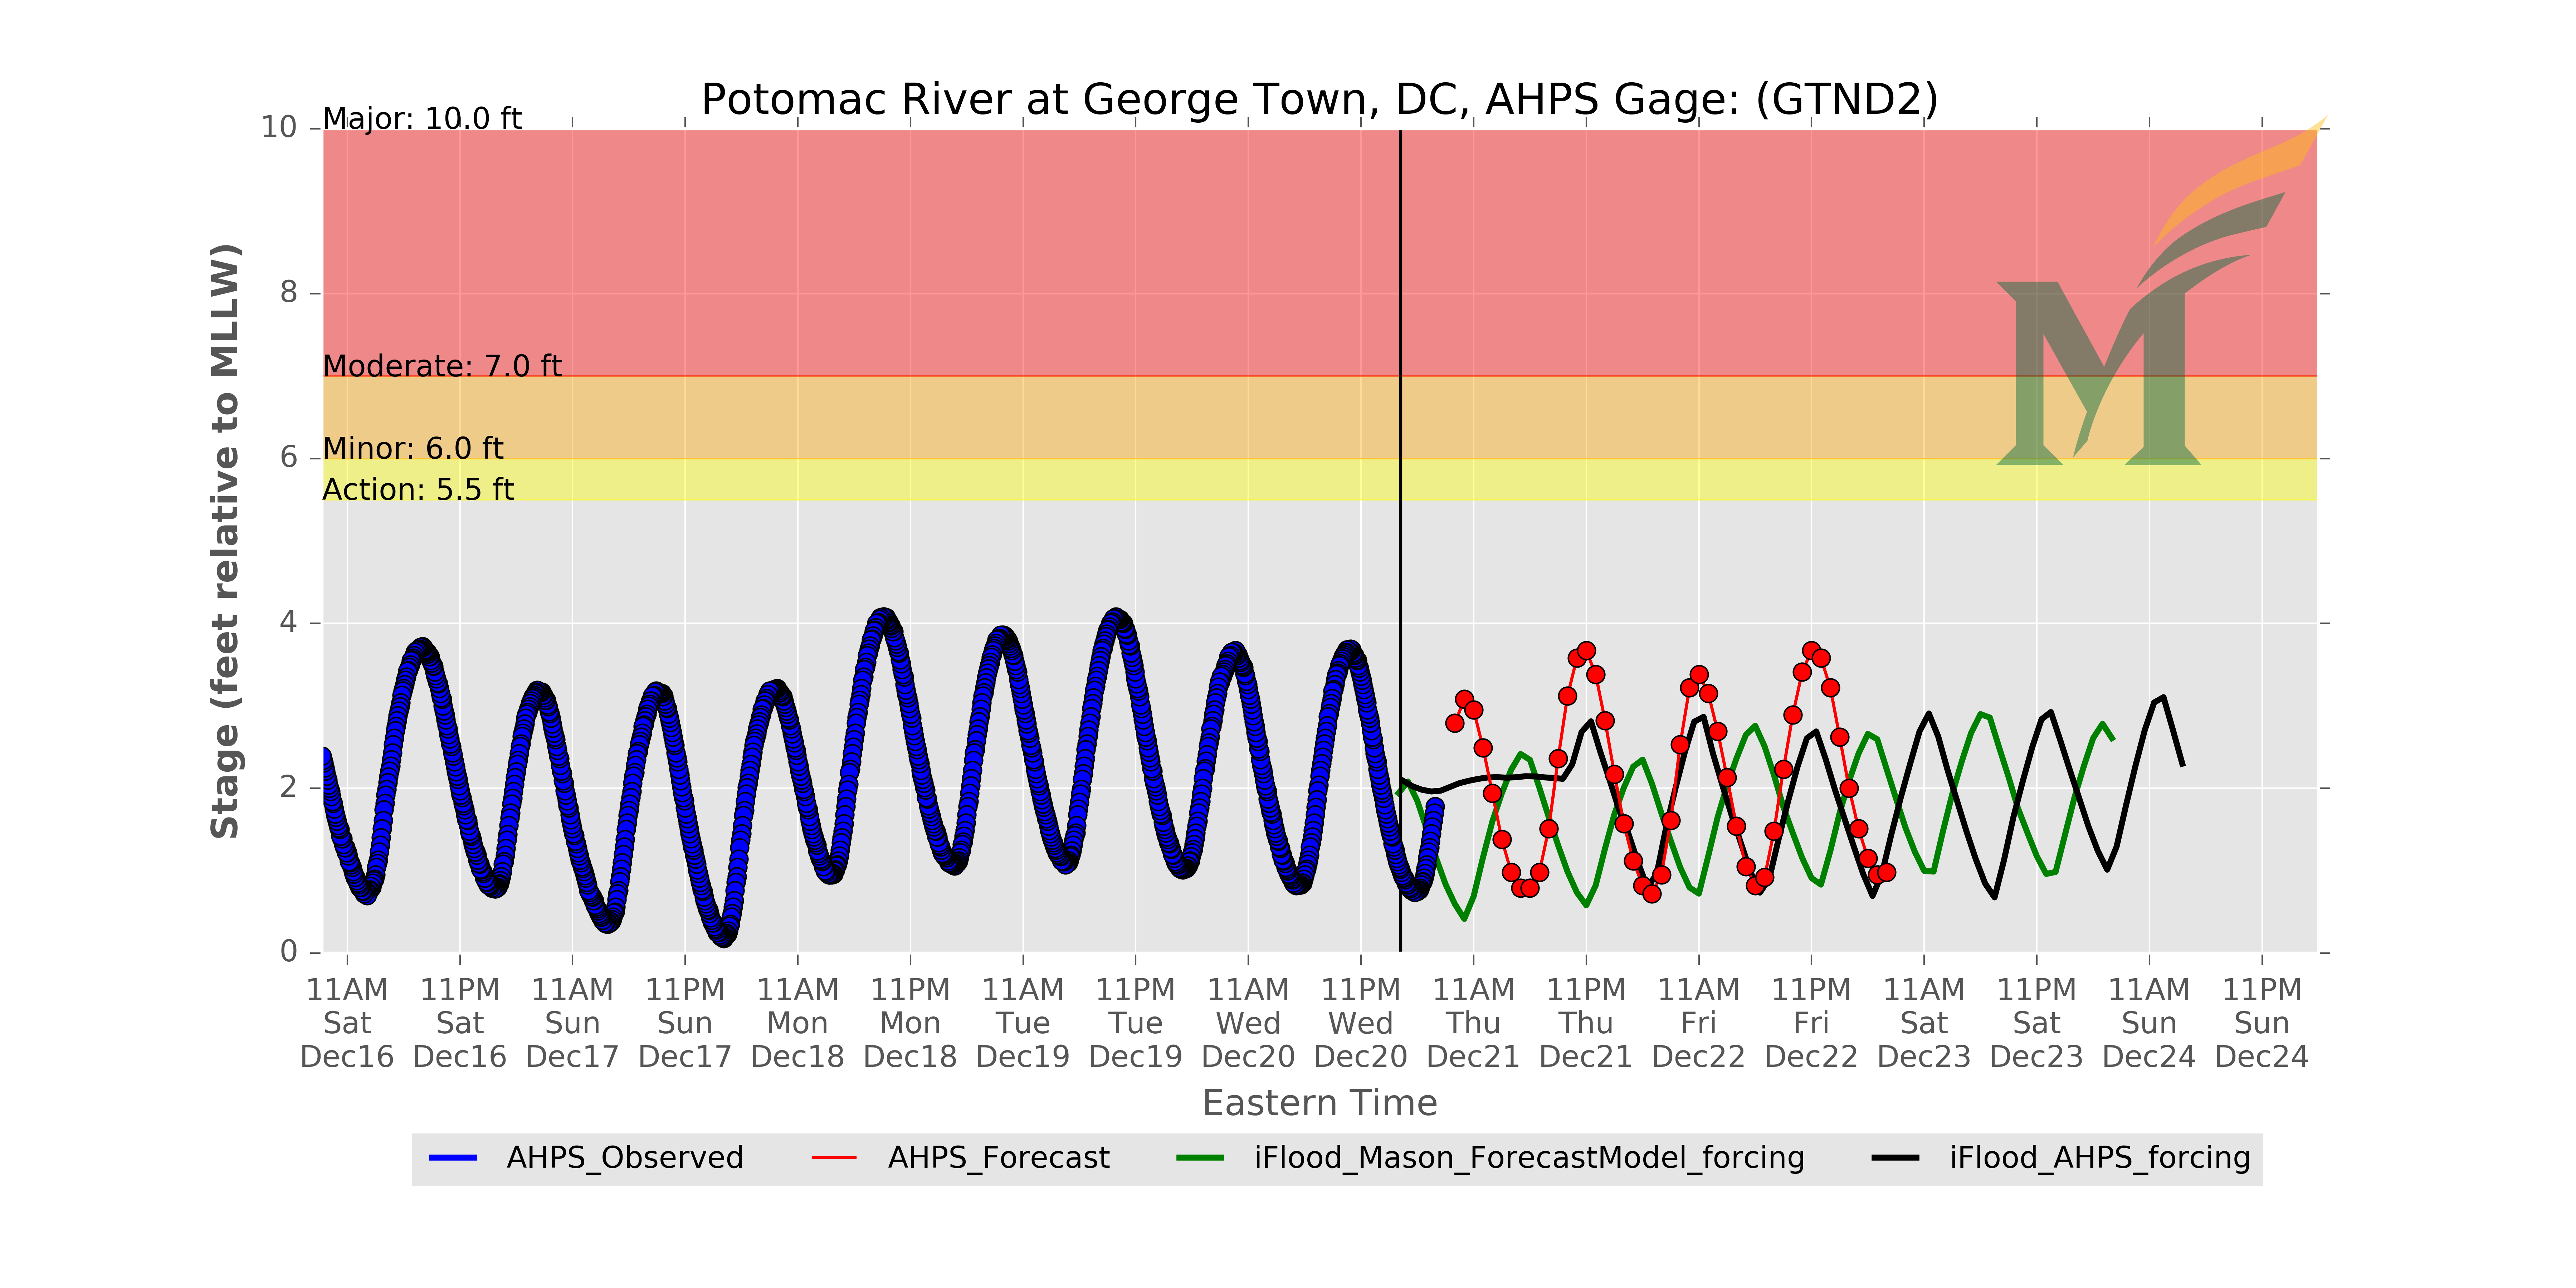 Potomac River at George Town, DC, AHPS Gage: (GTND2)
Major: 10.0 ft
Moderate: 7.0 ft
Minor: 6.0 ft
Action: 5.5 ft
Stage (feet relative to MLLW)
10
8
6
4
2
0
11AM 11PM 11AM 11PM 11AM 11PM 11AM 11PM 11AM 11PM 11AM 11PM 11AM 11PM 11AM 11PM 11AM 11PM
Sat Sat Sun Sun Mon Mon Tue Tue Wed Wed Thu Thu Fri Fri Sat Sat Sun Sun
Dec16 Dec16 Dec17 Dec17 Dec18 Dec18 Dec19 Dec19 Dec20 Dec20 Dec21 Dec21 Dec22 Dec22 Dec23 Dec23 Dec24 Dec24
Eastern Time
AHPS_Observed AHPS_Forecast iFlood_Mason_ForecastModel_forcing iFlood_AHPS_forcing
M